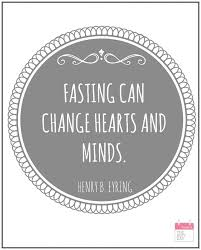 FASTING CAN
CHANGE HEARTS AND
MINDS.
HENRY B. EYRING